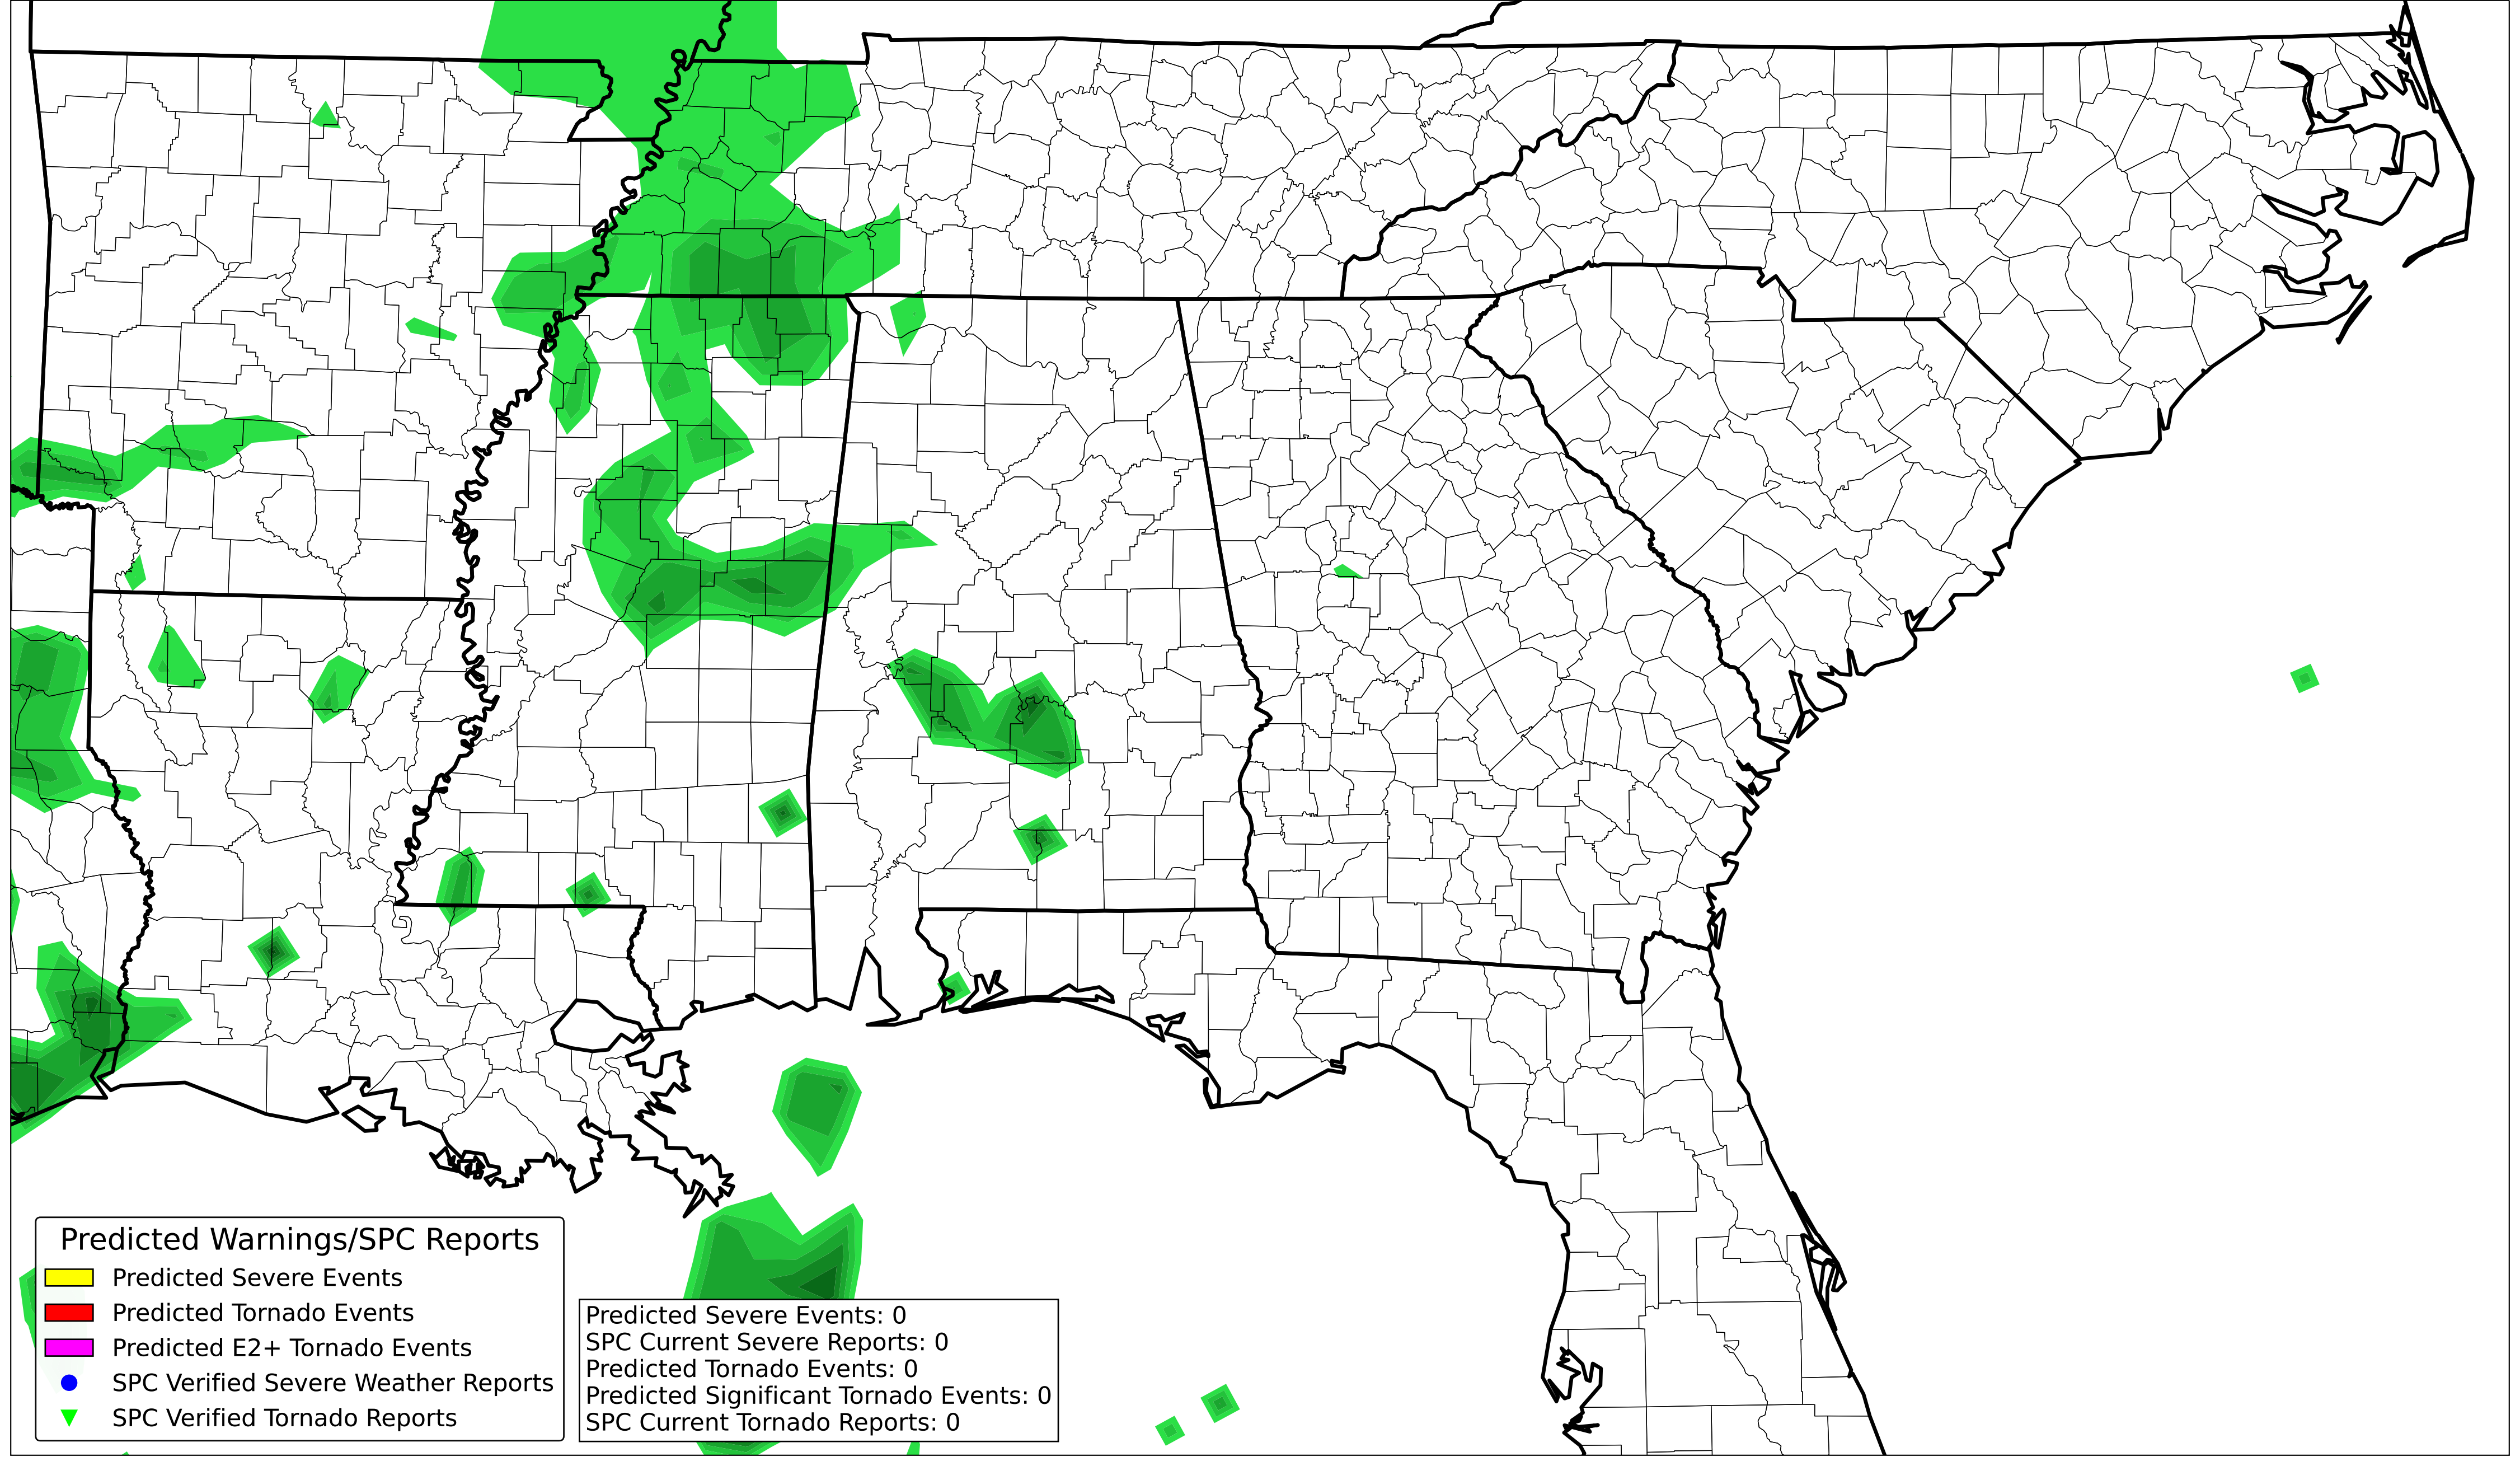 Predicted Warnings/SPC Reports
Predicted Severe Events
Predicted Tornado Events
Predicted E2+ Tornado Events
SPC Verified Severe Weather Reports
SPC Verified Tornado Reports
Predicted Severe Events: 0
SPC Current Severe Reports: 0
Predicted Tornado Events: 0
Predicted Significant Tornado Events: 0
SPC Current Tornado Reports: 0